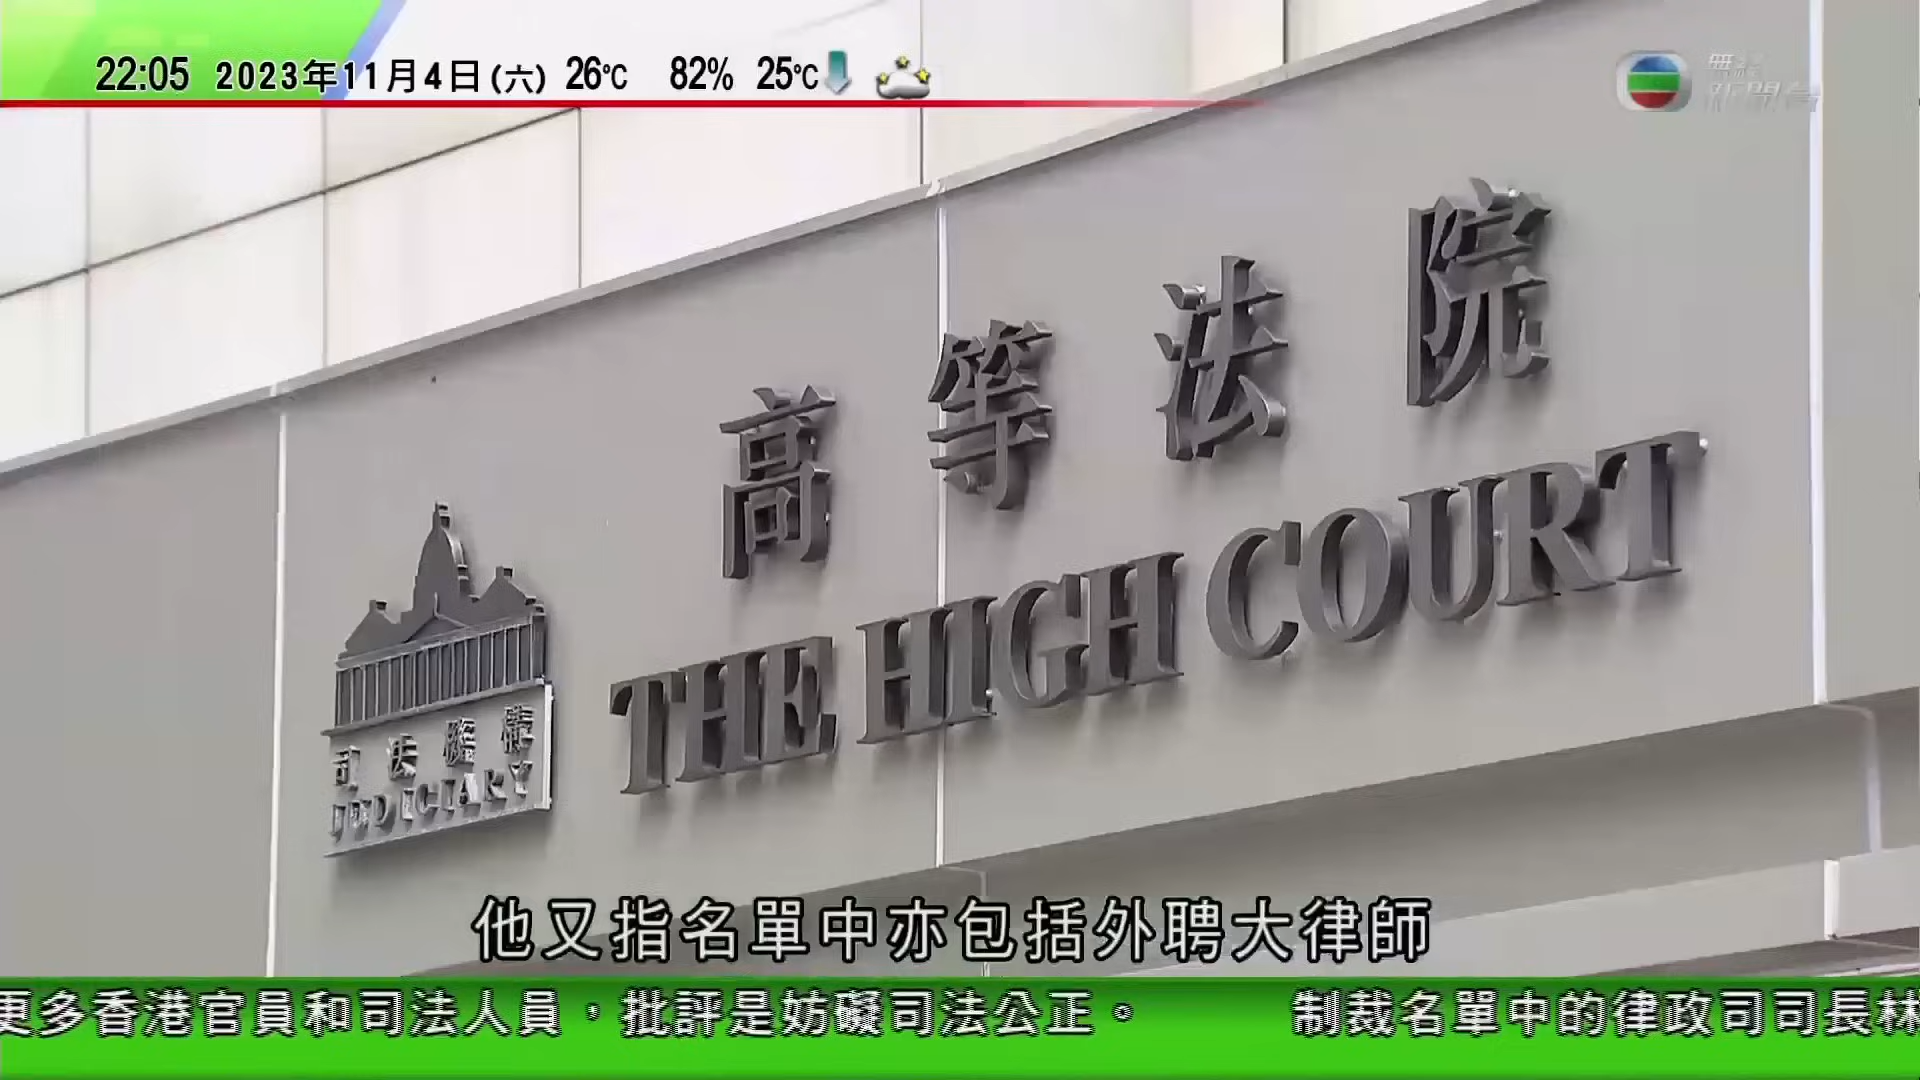 22:05 2023年11月4日(六) 26℃ 82% 25℃
無綫
新聞台
高等法院
THE HIGH COURT
司法機構
JUDICIARY
他又指名單中亦包括外聘大律師
更多香港官員和司法人員，批評是妨礙司法公正。 制裁名單中的律政司司長林